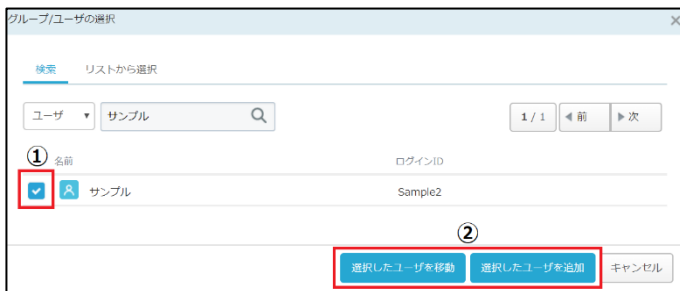 グループ/ユーザの選択 ×
検索 リストから選択
ユーザ ▼ サンプル 1 / 1 ◀前 ▶次
① 名前 ログインID
サンプル Sample2
②
選択したユーザを移動 選択したユーザを追加 キャンセル